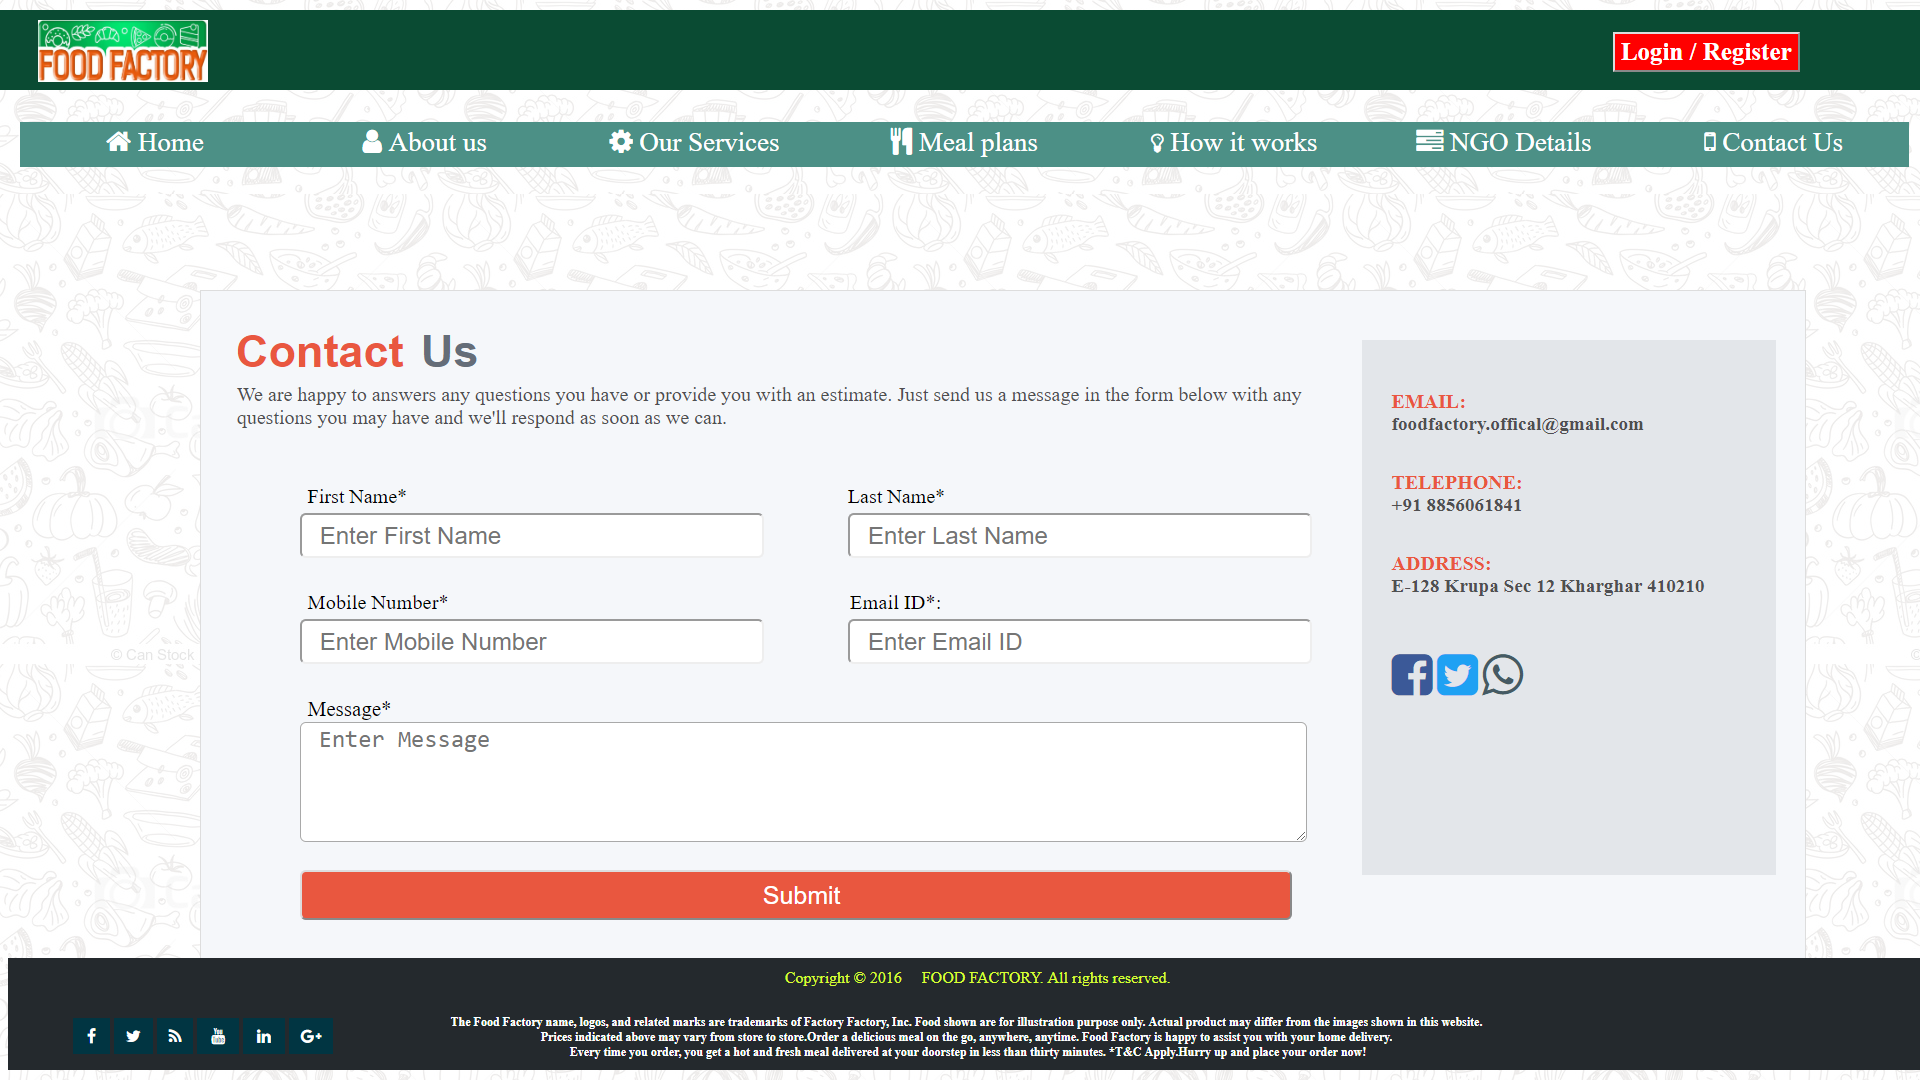 FOOD FACTORY
Login / Register
Home
About us
Our Services
Meal plans
How it works
NGO Details
Contact Us
Contact Us
We are happy to answers any questions you have or provide you with an estimate. Just send us a message in the form below with any
questions you may have and we'll respond as soon as we can.
First Name*
Last Name*
Enter First Name
Enter Last Name
Mobile Number*
Email ID*:
Enter Mobile Number
Enter Email ID
Message*
Enter Message
Submit
EMAIL:
foodfactory.offical@gmail.com
TELEPHONE:
+91 8856061841
ADDRESS:
E-128 Krupa Sec 12 Kharghar 410210
© Can Stock
Copyright © 2016 FOOD FACTORY. All rights reserved.
You Tube
The Food Factory name, logos, and related marks are trademarks of Factory Factory, Inc. Food shown are for illustration purpose only. Actual product may differ from the images shown in this website.
Prices indicated above may vary from store to store.Order a delicious meal on the go, anywhere, anytime. Food Factory is happy to assist you with your home delivery.
Every time you order, you get a hot and fresh meal delivered at your doorstep in less than thirty minutes. *T&C Apply.Hurry up and place your order now!